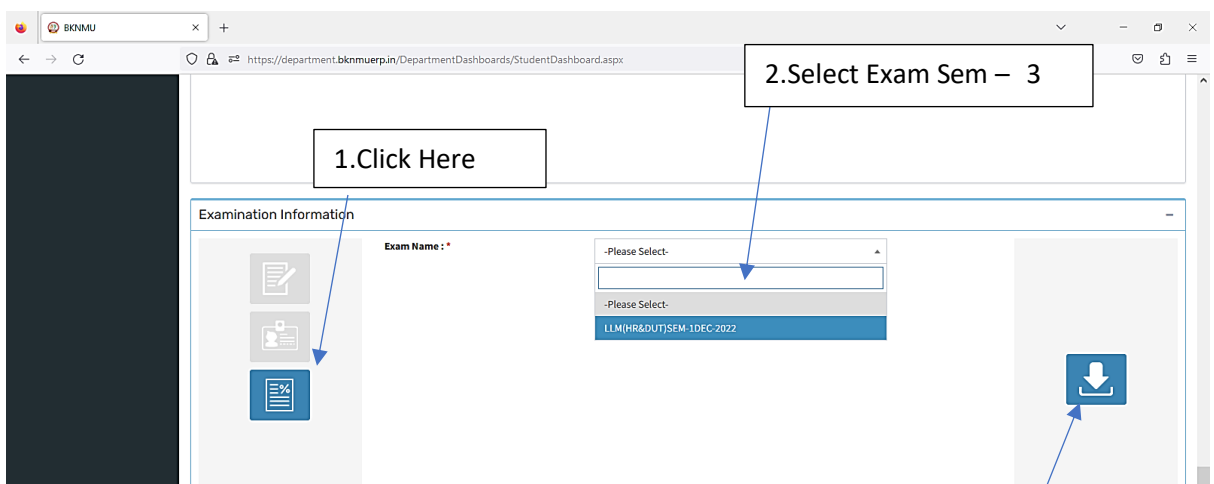 BKNMU
https://department.bknmuerp.in/DepartmentDashboards/StudentDashboard.aspx
2.Select Exam Sem – 3
1.Click Here
Examination Information
Exam Name : *
-Please Select-
-Please Select-
LLM(HR&DUT)SEM-1DEC-2022